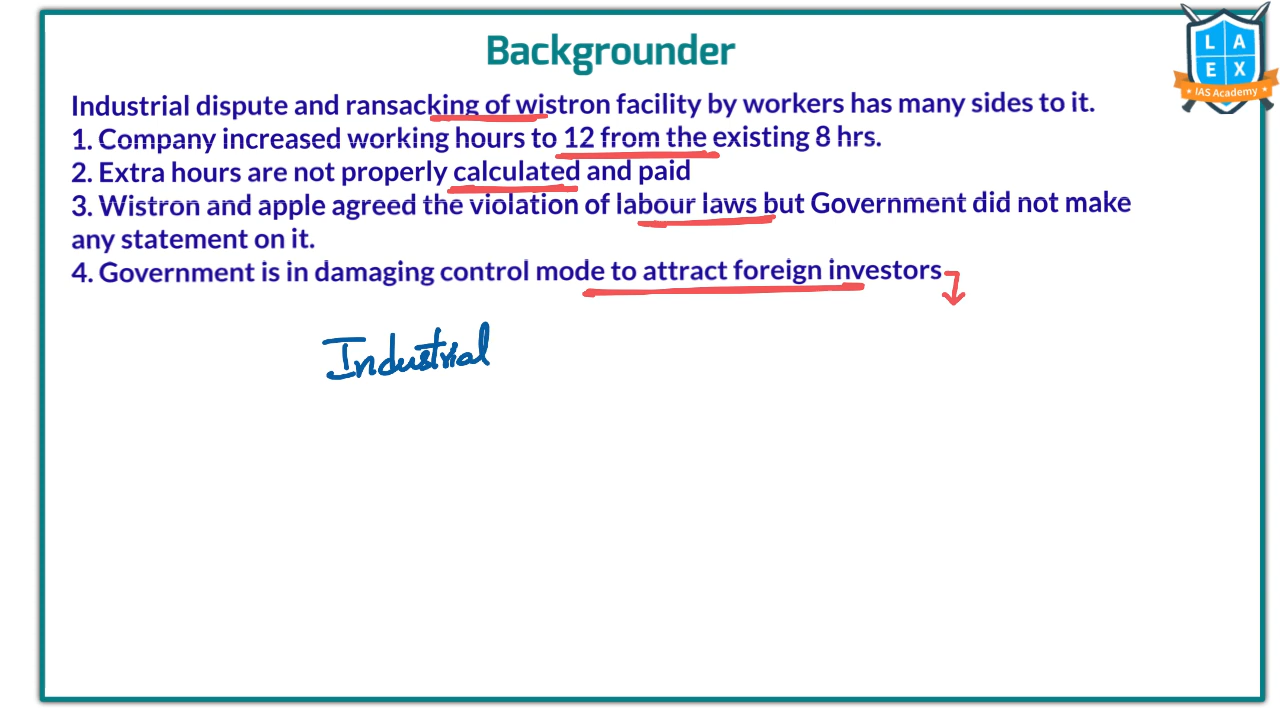 Backgrounder
L A
E X
IAS Academy
Industrial dispute and ransacking of wistron facility by workers has many sides to it.
1. Company increased working hours to 12 from the existing 8 hrs.
2. Extra hours are not properly calculated and paid
3. Wistron and apple agreed the violation of labour laws but Government did not make
any statement on it.
4. Government is in damaging control mode to attract foreign investors
Industrial